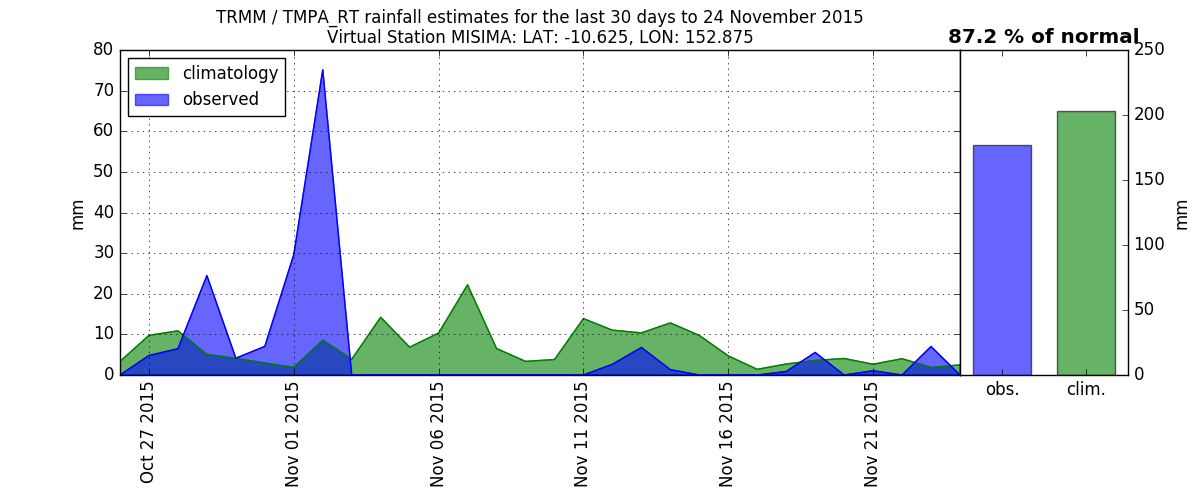 TRMM / TMPA_RT rainfall estimates for the last 30 days to 24 November 2015
Virtual Station MISIMA: LAT: -10.625, LON: 152.875
87.2 % of normal
climatology
observed
mm
80
70
60
50
40
30
20
10
0
Oct 27 2015
Nov 01 2015
Nov 06 2015
Nov 11 2015
Nov 16 2015
Nov 21 2015
obs.
clim.
250
200
150
100
50
0
mm